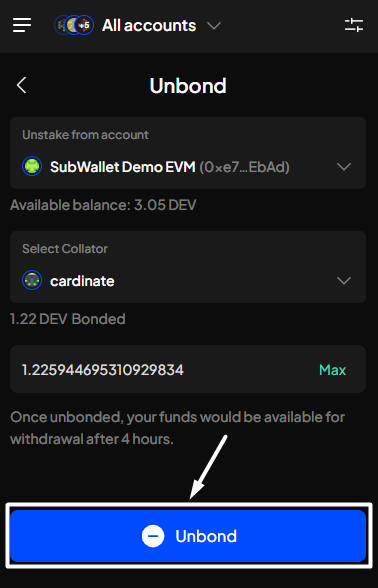 +5 All accounts
Unbond
Unstake from account
SubWallet Demo EVM (0xe7...EbAd)
Available balance: 3.05 DEV
Select Collator
cardinate
1.22 DEV Bonded
1.225944695310929834 Max
Once unbonded, your funds would be available for
withdrawal after 4 hours.
Unbond